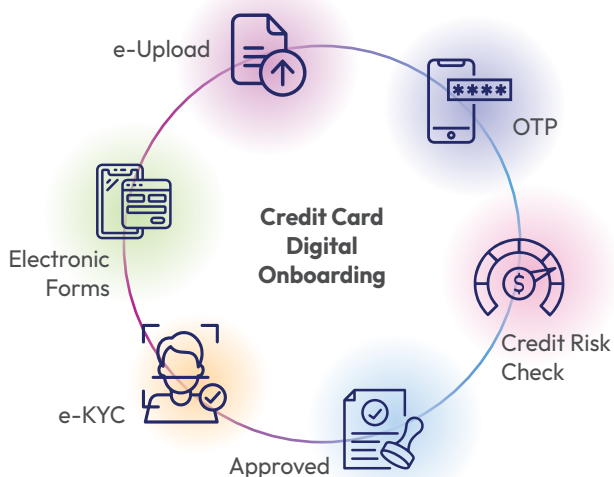 e-Upload
****
OTP
Electronic
Forms
Credit Card
Digital
Onboarding
$
Credit Risk
Check
e-KYC
Approved